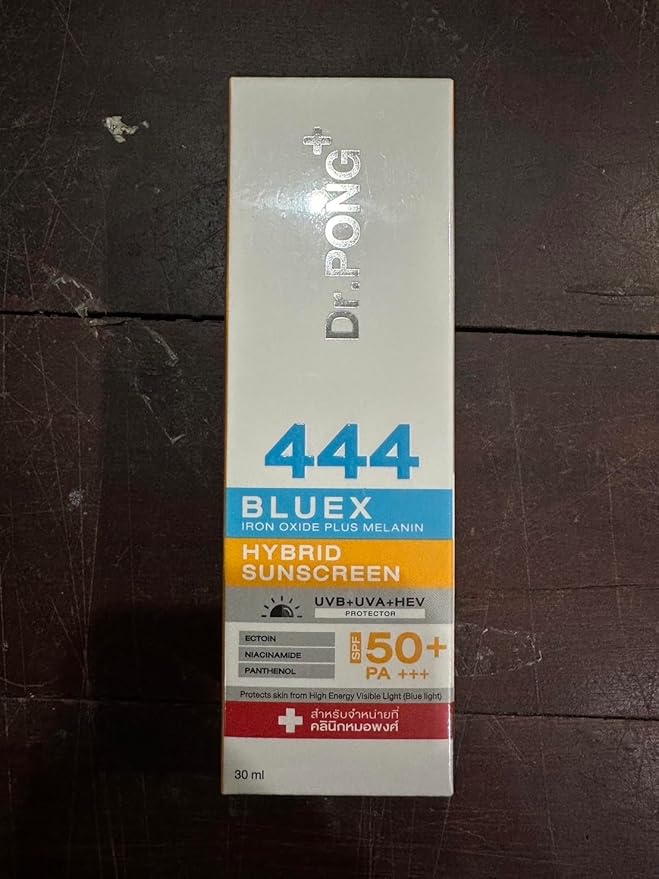 Dr.PONG+
444
BLUEX
IRON OXIDE PLUS MELANIN
HYBRID
SUNSCREEN
UVB+UVA+HEV
PROTECTOR
ECTOIN
NIACINAMIDE
PANTHENOL
SPF 50+
PA +++
Protects skin from High Energy Visible Light (Blue light)
สำหรับจำหน่ายที่
คลินิกหมอพงศ์
30 ml